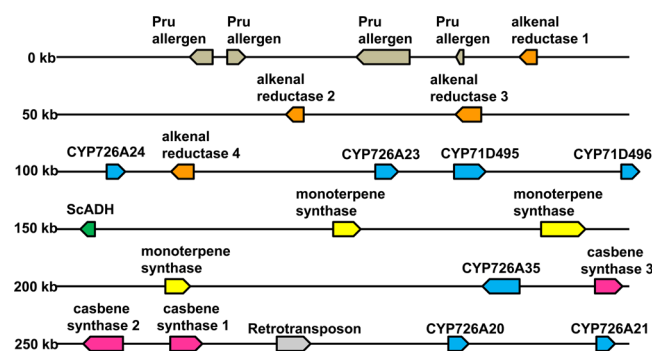 Pru allergen Pru allergen Pru allergen Pru allergen alkenal reductase 1
0 kb
alkenal reductase 2 alkenal reductase 3
50 kb
CYP726A24 alkenal reductase 4 CYP726A23 CYP71D495 CYP71D496
100 kb
ScADH monoterpene synthase monoterpene synthase
150 kb
monoterpene synthase CYP726A35 casbene synthase 3
200 kb
casbene synthase 2 casbene synthase 1 Retrotransposon CYP726A20 CYP726A21
250 kb